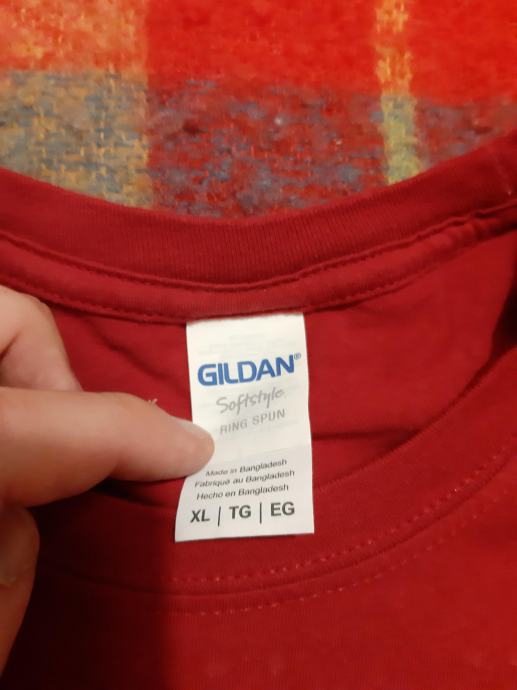 GILDAN®
Softstyle
RING SPUN
Made in Bangladesh
Fabriqué au Bangladesh
Hecho en Bangladesh
XL | TG | EG